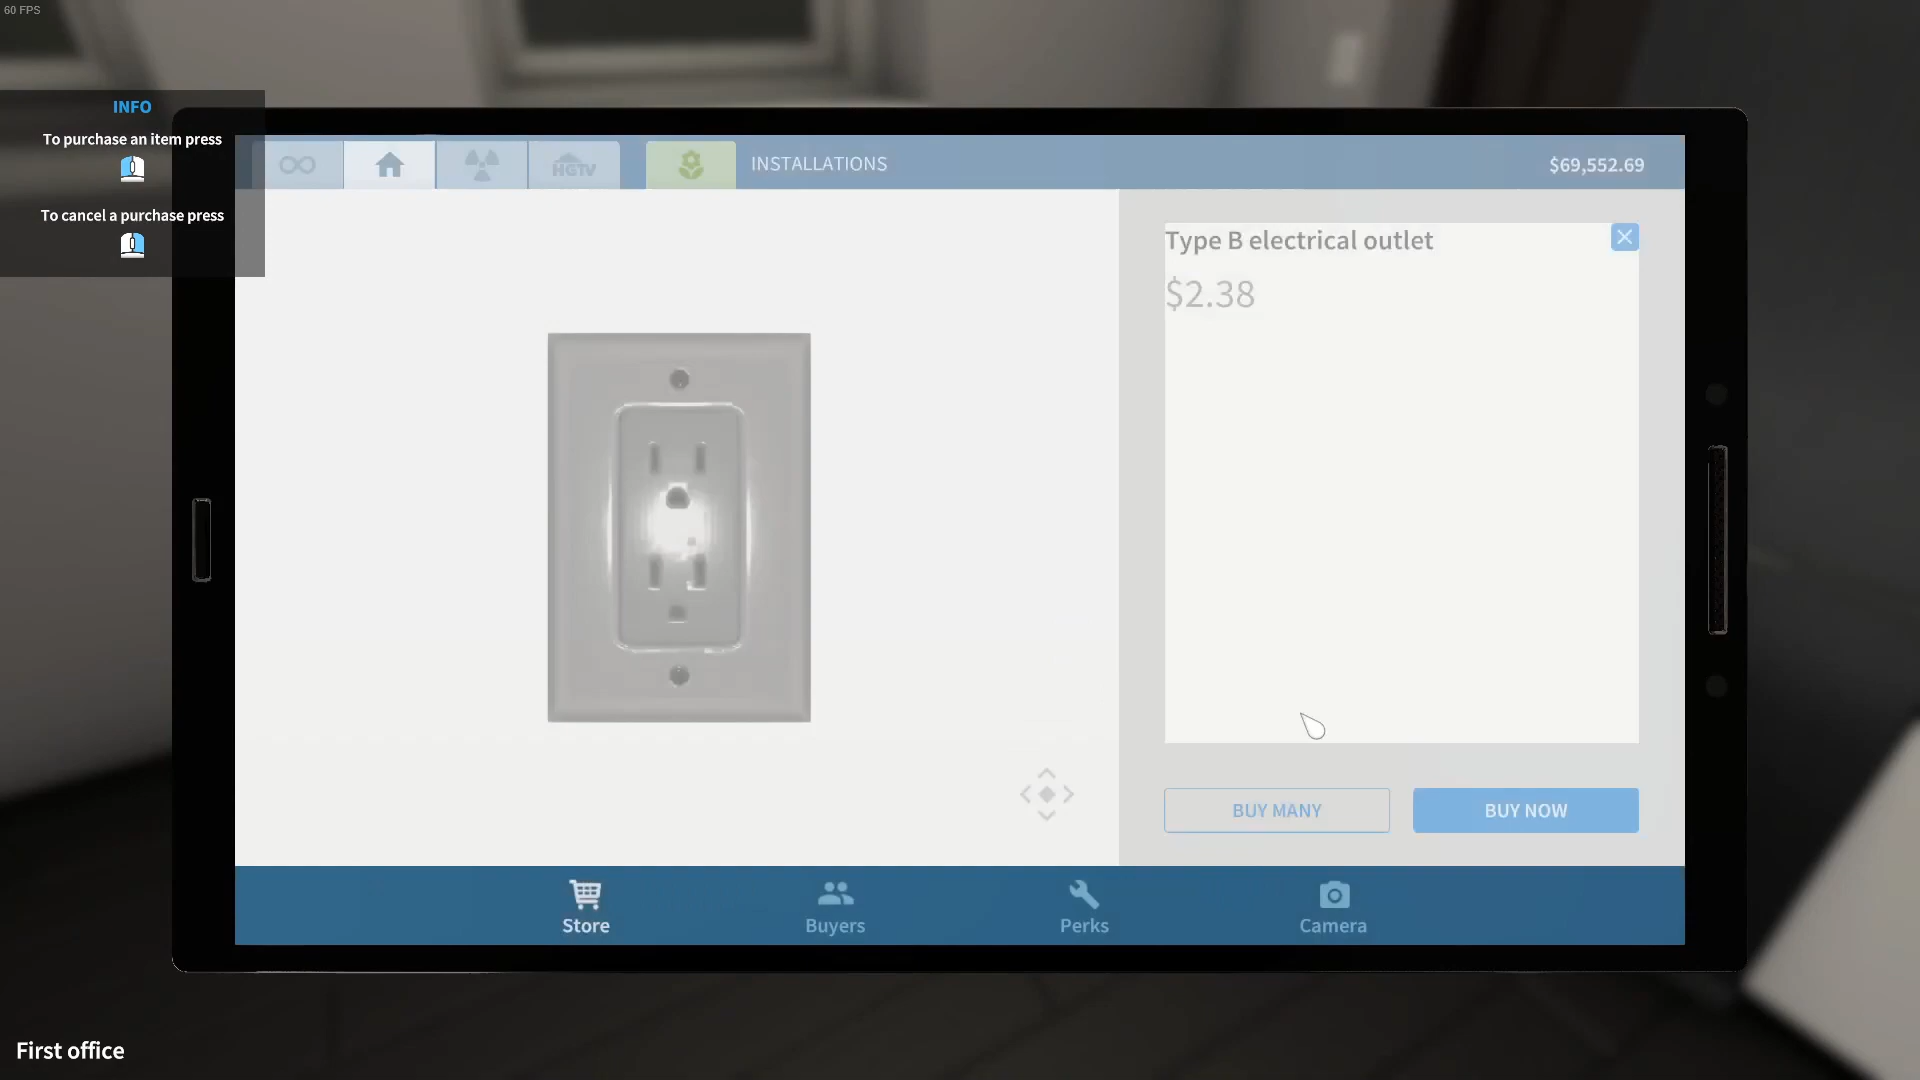 60 FPS
INFO
To purchase an item press
To cancel a purchase press
HGTV
INSTALLATIONS
$69,552.69
Type B electrical outlet
$2.38
BUY MANY
BUY NOW
Store
Buyers
Perks
Camera
First office